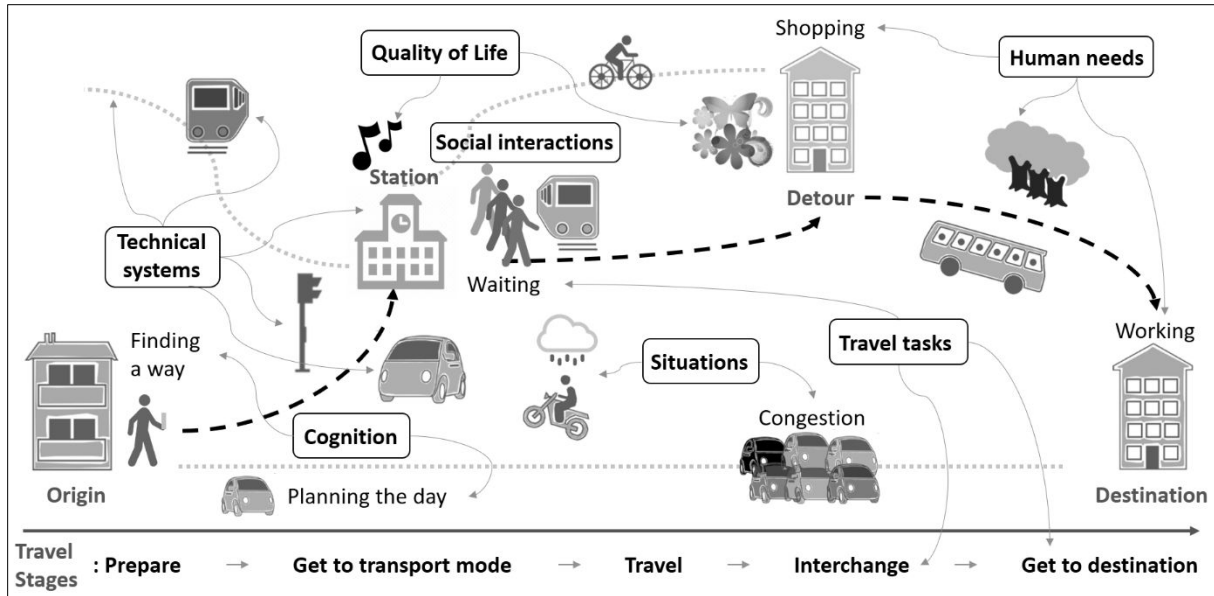 Shopping
Quality of Life
Human needs
Social interactions
Station
Detour
Technical
systems
Waiting
Finding
a way
Working
Situations
Travel tasks
Congestion
Cognition
Origin
Planning the day
Destination
Travel
Stages
: Prepare
Get to transport mode
Travel
Interchange
Get to destination